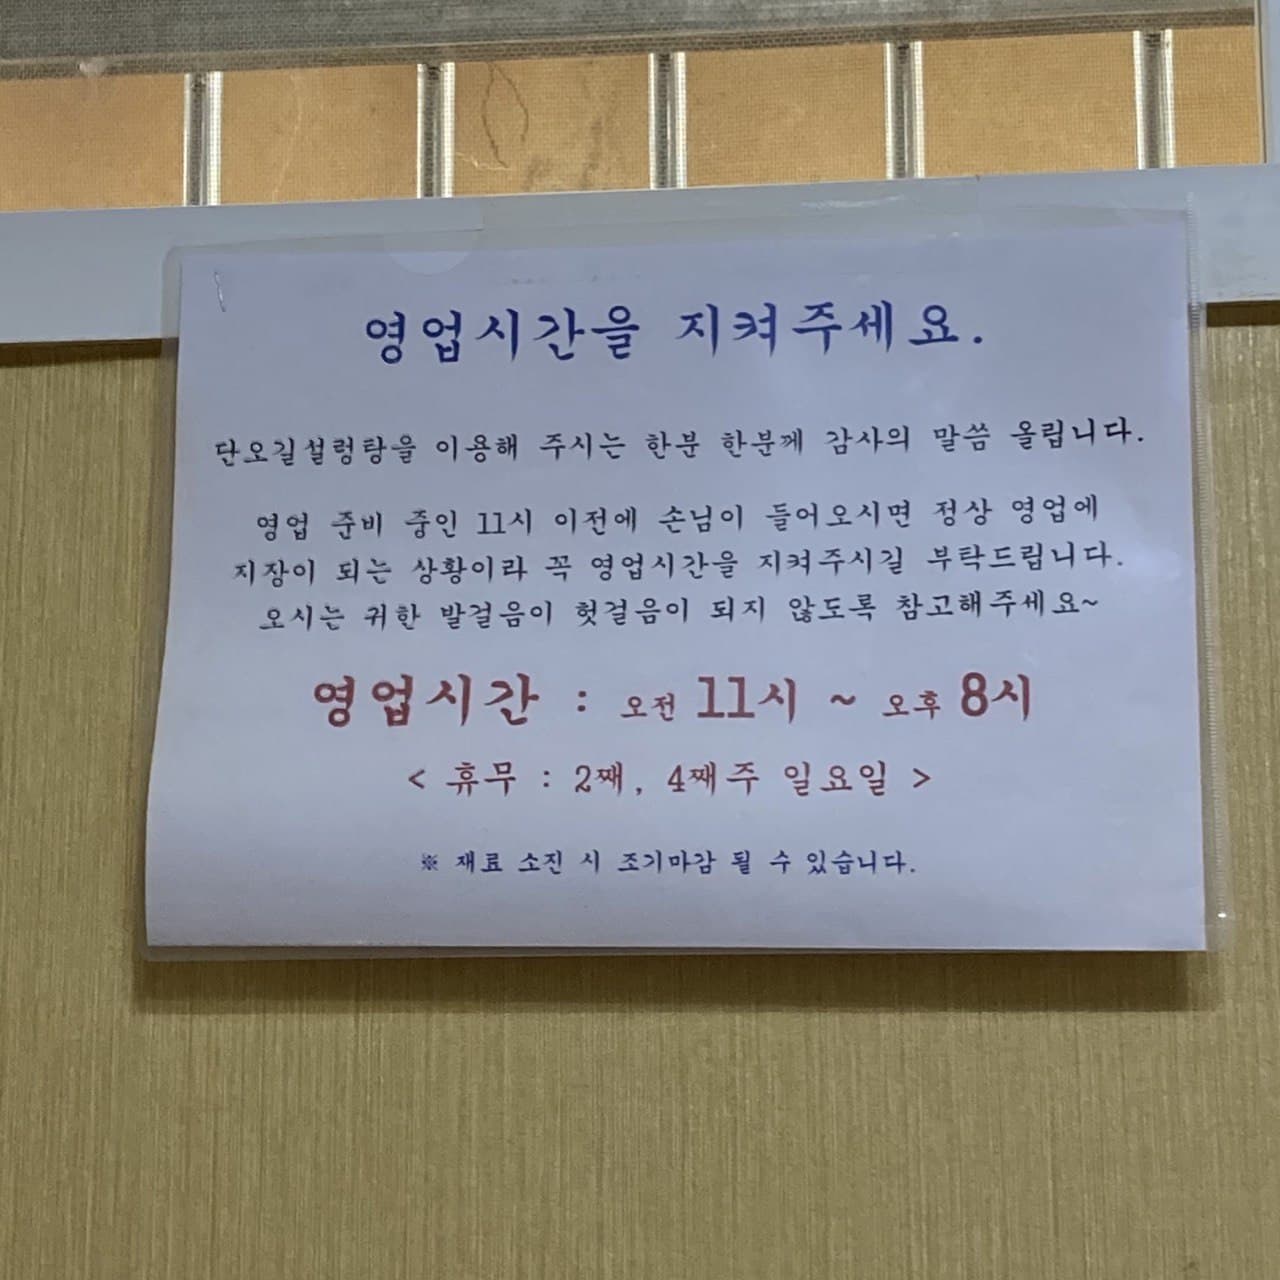 영업시간을 지켜주세요.
단오길설렁탕을 이용해 주시는 한분 한분께 감사의 말씀 올립니다.
영업 준비 중인 11시 이전에 손님이 들어오시면 정상 영업에
지장이 되는 상황이라 꼭 영업시간을 지켜주시길 부탁드립니다.
오시는 귀한 발걸음이 헛걸음이 되지 않도록 참고해주세요~
영업시간 : 오전 11시 ~ 오후 8시
< 휴무 : 2째, 4째주 일요일 >
※ 재료 소진 시 조기마감 될 수 있습니다.